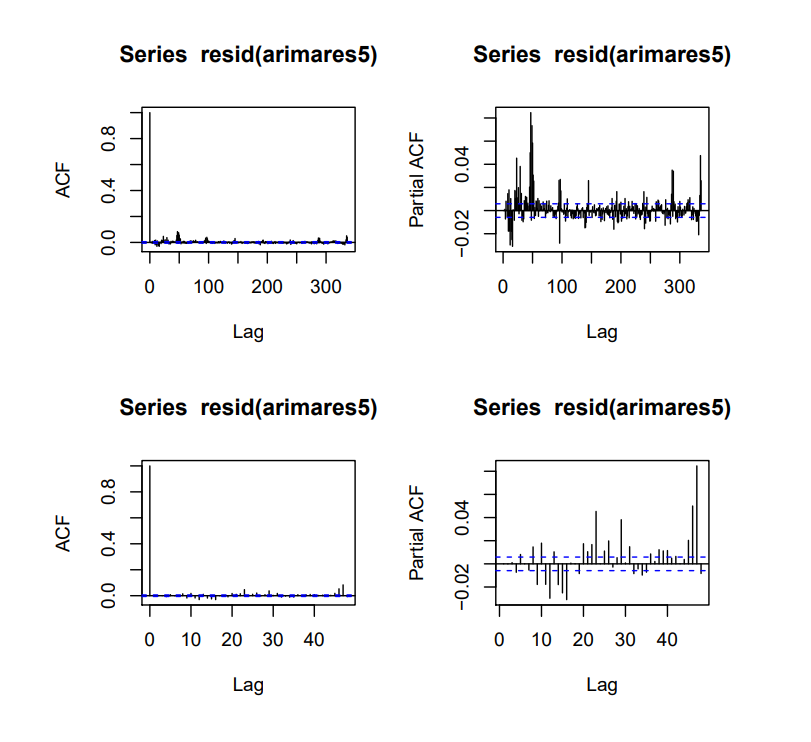 Series resid(arimares5)
Series resid(arimares5)
ACF
0.0 0.4 0.8
0 100 200 300
Lag
Partial ACF
−0.02 0.04
0 100 200 300
Lag
Series resid(arimares5)
Series resid(arimares5)
ACF
0.0 0.4 0.8
0 10 20 30 40
Lag
Partial ACF
−0.02 0.04
0 10 20 30 40
Lag